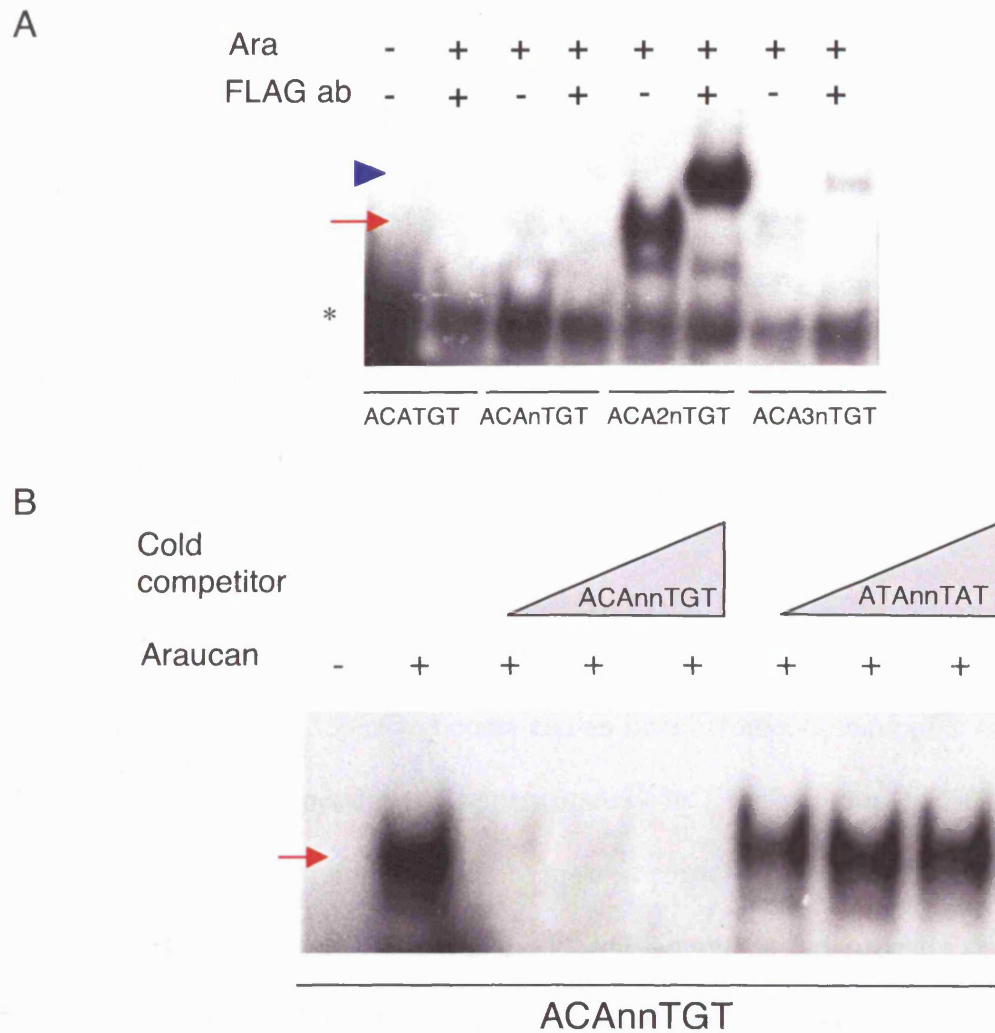 A
Ara - + + + + + + +
FLAG ab - + - + - + - +
*
ACATGT ACAnTGT ACA2nTGT ACA3nTGT
B
Cold
competitor
ACAnnTGT ATAnnTAT
Araucan - + + + + + + +
ACAnnTGT